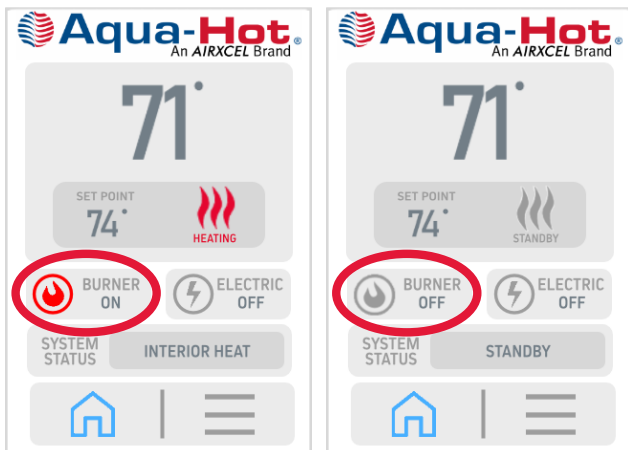 Aqua-Hot®
An AIRXCEL Brand
71°
SET POINT
74°
HEATING
BURNER
ON
ELECTRIC
OFF
SYSTEM
STATUS
INTERIOR HEAT
Aqua-Hot®
An AIRXCEL Brand
71°
SET POINT
74°
STANDBY
BURNER
OFF
ELECTRIC
OFF
SYSTEM
STATUS
STANDBY